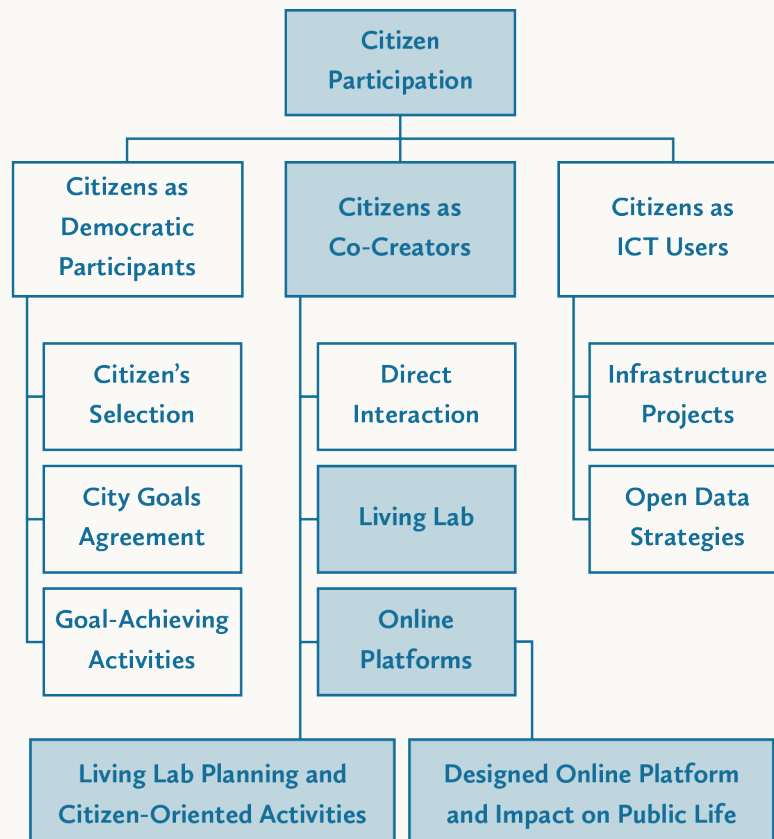 Citizen
Participation
Citizens as
Democratic
Participants
Citizens as
Co-Creators
Citizens as
ICT Users
Citizen’s
Selection
Direct
Interaction
Infrastructure
Projects
City Goals
Agreement
Living Lab
Open Data
Strategies
Goal-Achieving
Activities
Online
Platforms
Living Lab Planning and
Citizen-Oriented Activities
Designed Online Platform
and Impact on Public Life